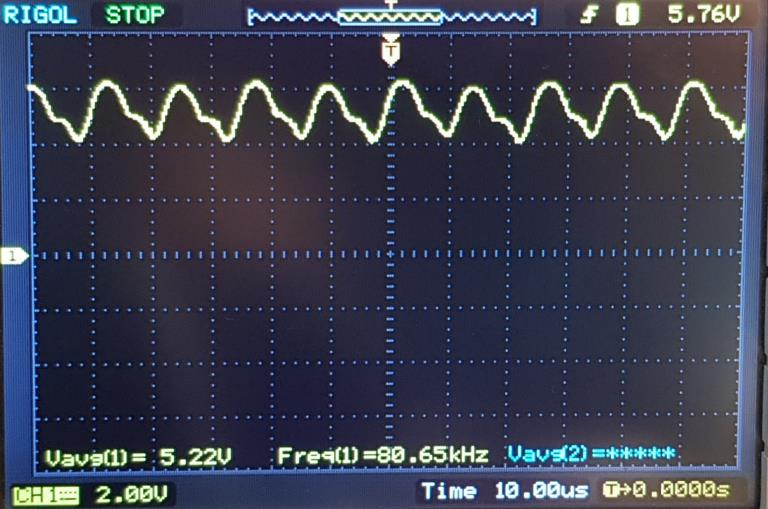 RIGOL STOP 1 5.76V
T
1
Vavg(1)= 5.22V Freq(1)=80.65kHz Vavg(2)=*****
CH1 2.00V Time 10.00us T→0.0000s